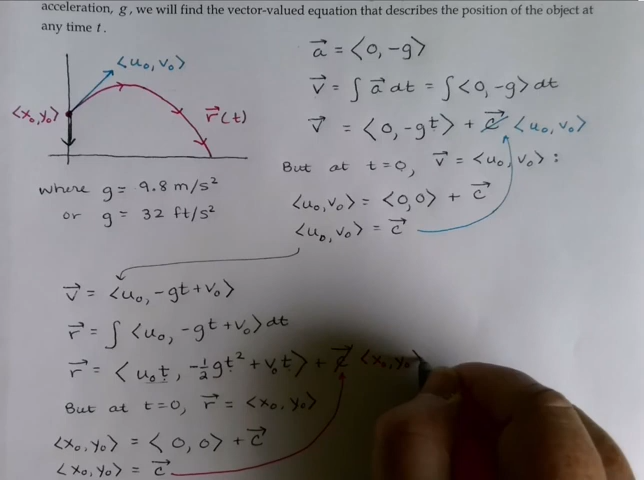 acceleration, g, we will find the vector-valued equation that describes the position of the object at
any time t.
<u₀, v₀>
<x₀, y₀>
r⃗(t)
where g = 9.8 m/s²
or g = 32 ft/s²
a⃗ = <0, -g>
v⃗ = ∫ a⃗ dt = ∫ <0, -g> dt
v⃗ = <0, -gt> + c⃗ <u₀, v₀>
But at t=0, v⃗ = <u₀, v₀> :
<u₀, v₀> = <0,0> + c⃗
<u₀, v₀> = c⃗
v⃗ = <u₀, -gt + v₀>
r⃗ = ∫ <u₀, -gt + v₀> dt
r⃗ = <u₀t, -½gt² + v₀t> + c⃗ <x₀, y₀>
But at t=0, r⃗ = <x₀, y₀>
<x₀, y₀> = <0, 0> + c⃗
<x₀, y₀> = c⃗